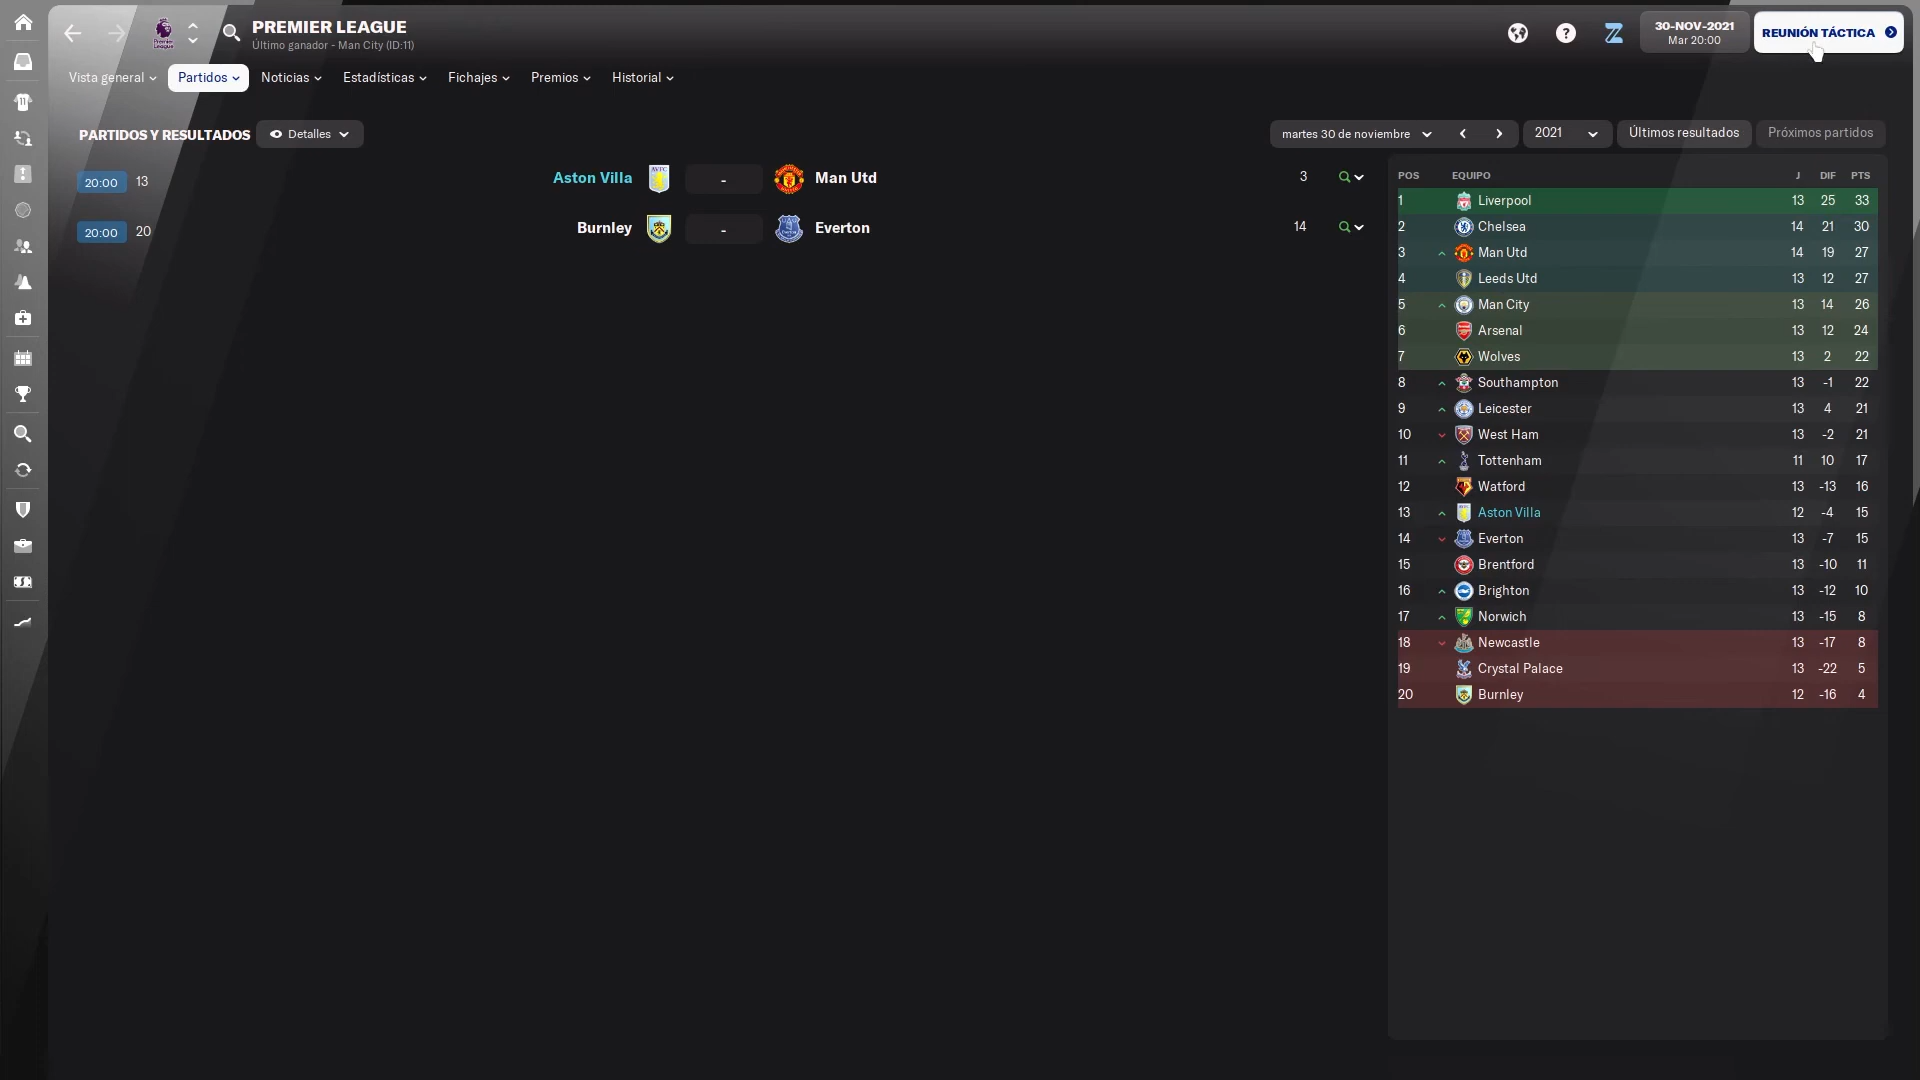 PREMIER LEAGUE
Último ganador - Man City (ID:11)
30-NOV-2021
Mar 20:00
REUNIÓN TÁCTICA
Vista general Partidos Noticias Estadísticas Fichajes Premios Historial
PARTIDOS Y RESULTADOS Detalles martes 30 de noviembre 2021 Últimos resultados Próximos partidos
20:00 13 Aston Villa - Man Utd 3
20:00 20 Burnley - Everton 14
POS EQUIPO J DIF PTS
1 Liverpool 13 25 33
2 Chelsea 14 21 30
3 Man Utd 14 19 27
4 Leeds Utd 13 12 27
5 Man City 13 14 26
6 Arsenal 13 12 24
7 Wolves 13 2 22
8 Southampton 13 -1 22
9 Leicester 13 4 21
10 West Ham 13 -2 21
11 Tottenham 11 10 17
12 Watford 13 -13 16
13 Aston Villa 12 -4 15
14 Everton 13 -7 15
15 Brentford 13 -10 11
16 Brighton 13 -12 10
17 Norwich 13 -15 8
18 Newcastle 13 -17 8
19 Crystal Palace 13 -22 5
20 Burnley 12 -16 4